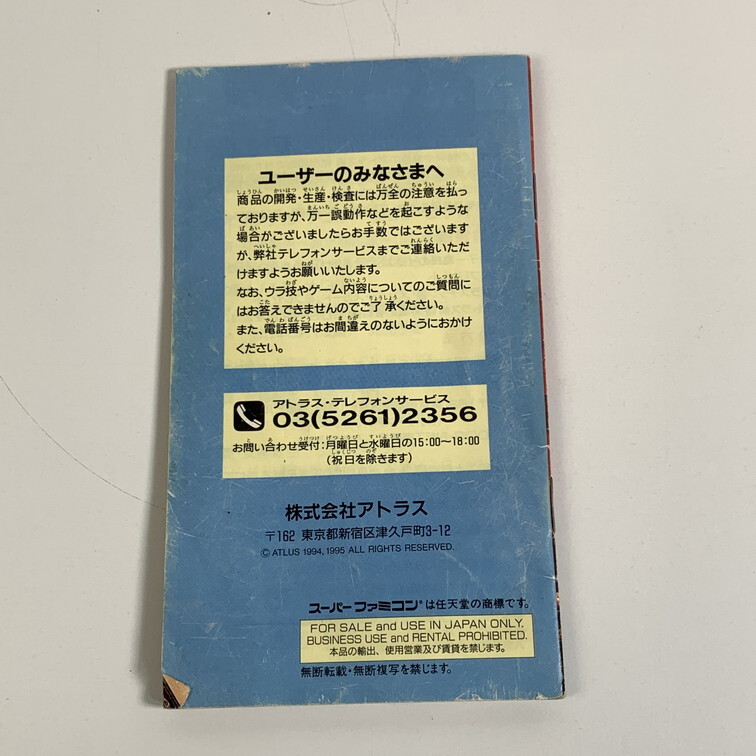 ユーザーのみなさまへ
商品の開発・生産・検査には万全の注意を払っ
ておりますが、万一誤動作などを起こすような
場合がございましたらお手数ではございます
が、弊社テレフォンサービスまでご連絡いただ
けますようお願いいたします。
なお、ウラ技やゲーム内容についてのご質問に
はお答えできませんのでご了承ください。
また、電話番号はお間違えのないようにおかけ
ください。
アトラス・テレフォンサービス
03(5261)2356
お問い合わせ受付:月曜日と水曜日の15:00〜18:00
(祝日を除きます)
株式会社アトラス
〒162 東京都新宿区津久戸町3-12
© ATLUS 1994, 1995 ALL RIGHTS RESERVED.
スーパーファミコン®は任天堂の商標です。
FOR SALE and USE IN JAPAN ONLY.
BUSINESS USE and RENTAL PROHIBITED.
本品の輸出、使用営業及び賃貸を禁じます。
無断転載・無断複写を禁じます。